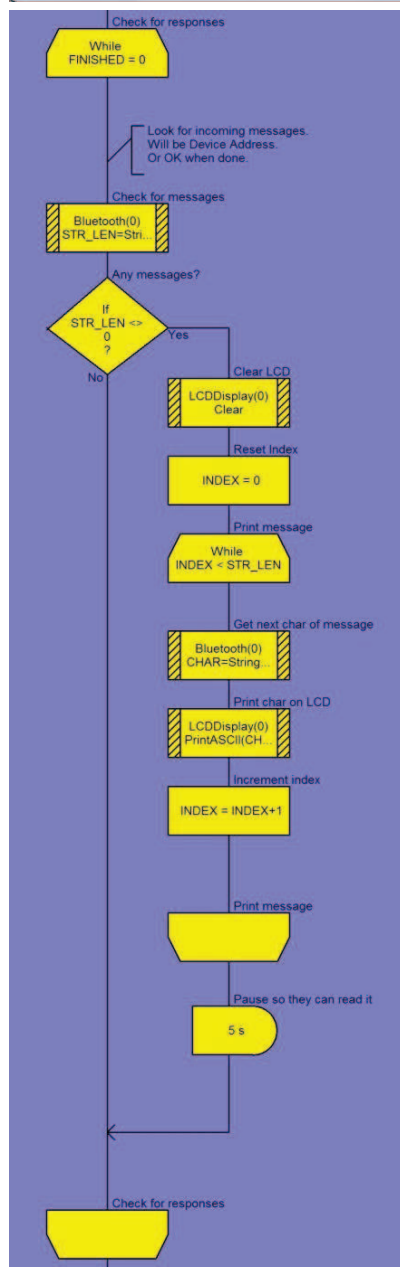 Check for responses
While
FINISHED = 0
Look for incoming messages.
Will be Device Address.
Or OK when done.
Check for messages
Bluetooth(0)
STR_LEN=Stri...
Any messages?
If
STR_LEN <>
0
?
Yes
No
Clear LCD
LCDDisplay(0)
Clear
Reset Index
INDEX = 0
Print message
While
INDEX < STR_LEN
Get next char of message
Bluetooth(0)
CHAR=String...
Print char on LCD
LCDDisplay(0)
PrintASCII(CH...
Increment index
INDEX = INDEX+1
Print message
Pause so they can read it
5 s
Check for responses